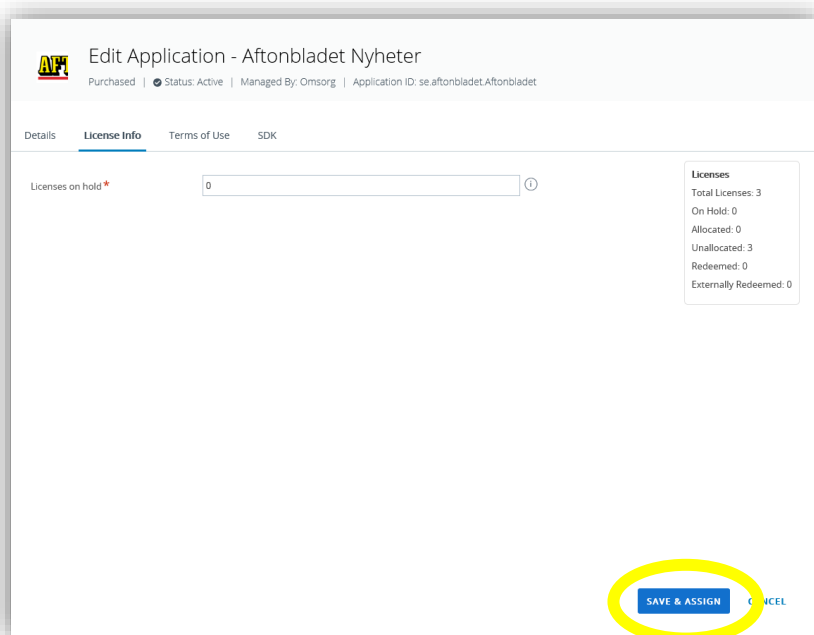 Edit Application - Aftonbladet Nyheter
Purchased | Status: Active | Managed By: Omsorg | Application ID: se.aftonbladet.Aftonbladet
Details License Info Terms of Use SDK
Licenses on hold * 0
Licenses
Total Licenses: 3
On Hold: 0
Allocated: 0
Unallocated: 3
Redeemed: 0
Externally Redeemed: 0
SAVE & ASSIGN